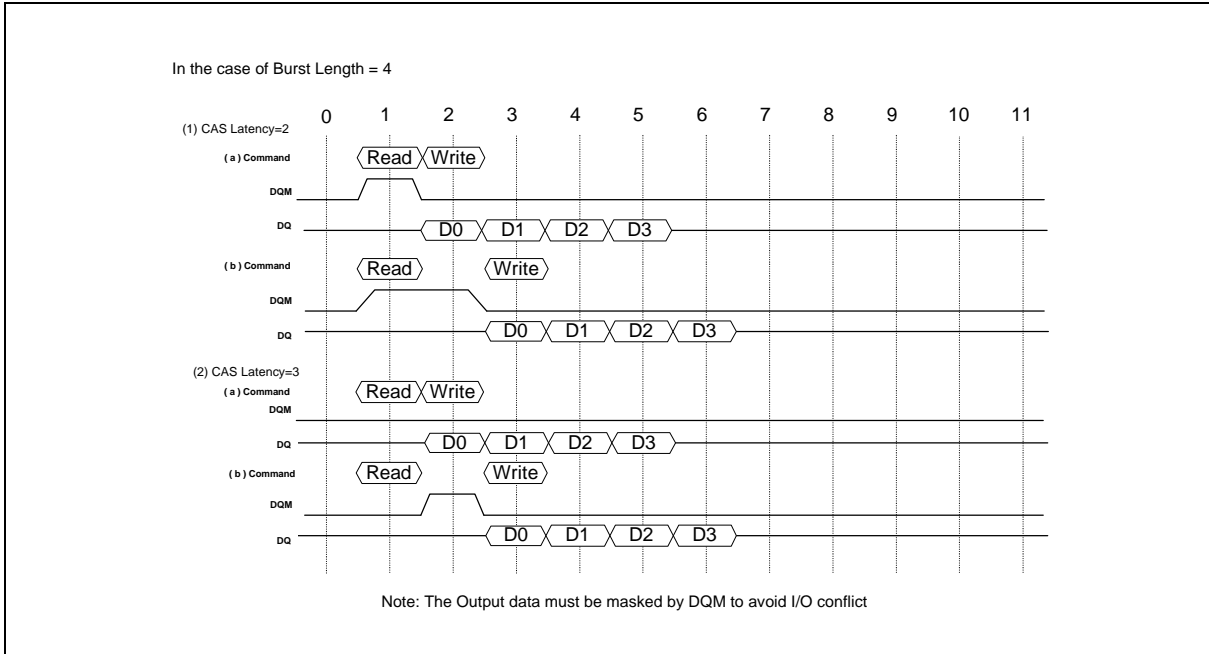 In the case of Burst Length = 4
0 1 2 3 4 5 6 7 8 9 10 11
(1) CAS Latency=2
( a ) Command Read Write
DQM
DQ D0 D1 D2 D3
( b ) Command Read Write
DQM
DQ D0 D1 D2 D3
(2) CAS Latency=3
( a ) Command Read Write
DQM
DQ D0 D1 D2 D3
( b ) Command Read Write
DQM
DQ D0 D1 D2 D3
Note: The Output data must be masked by DQM to avoid I/O conflict